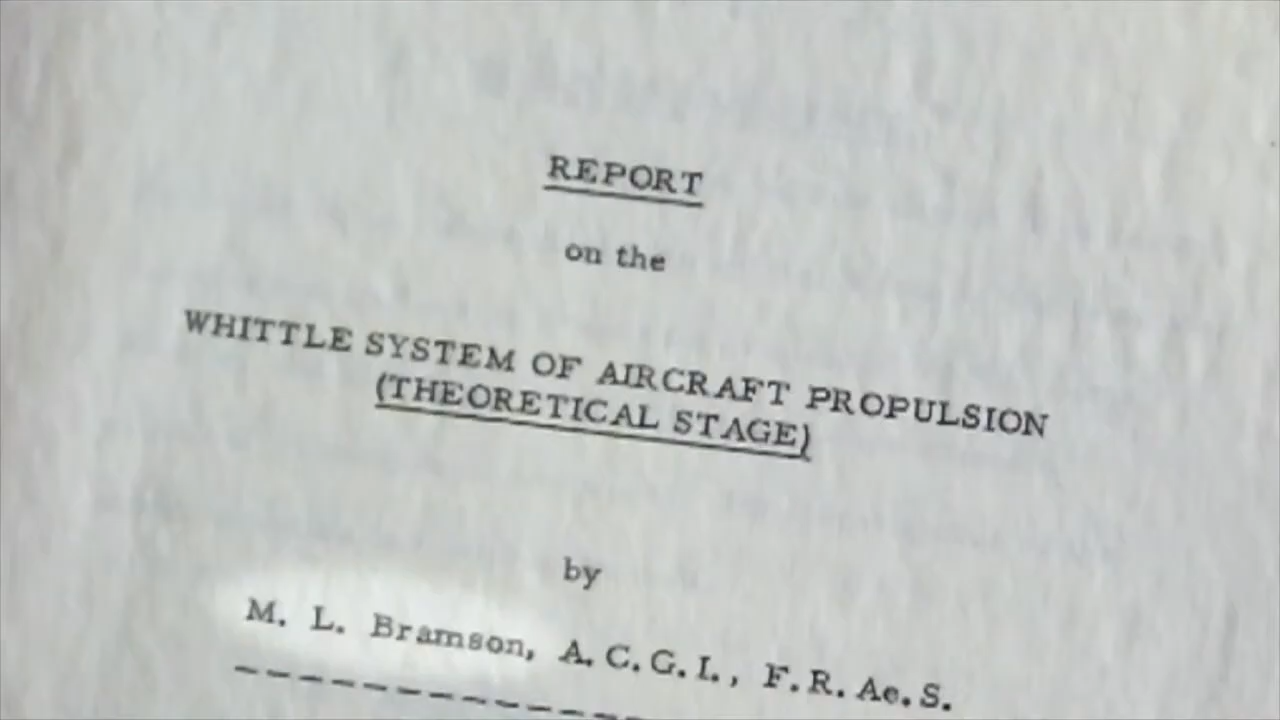 REPORT
on the
WHITTLE SYSTEM OF AIRCRAFT PROPULSION
(THEORETICAL STAGE)
by
M. L. Bramson, A.C.G.I., F.R.Ae.S.